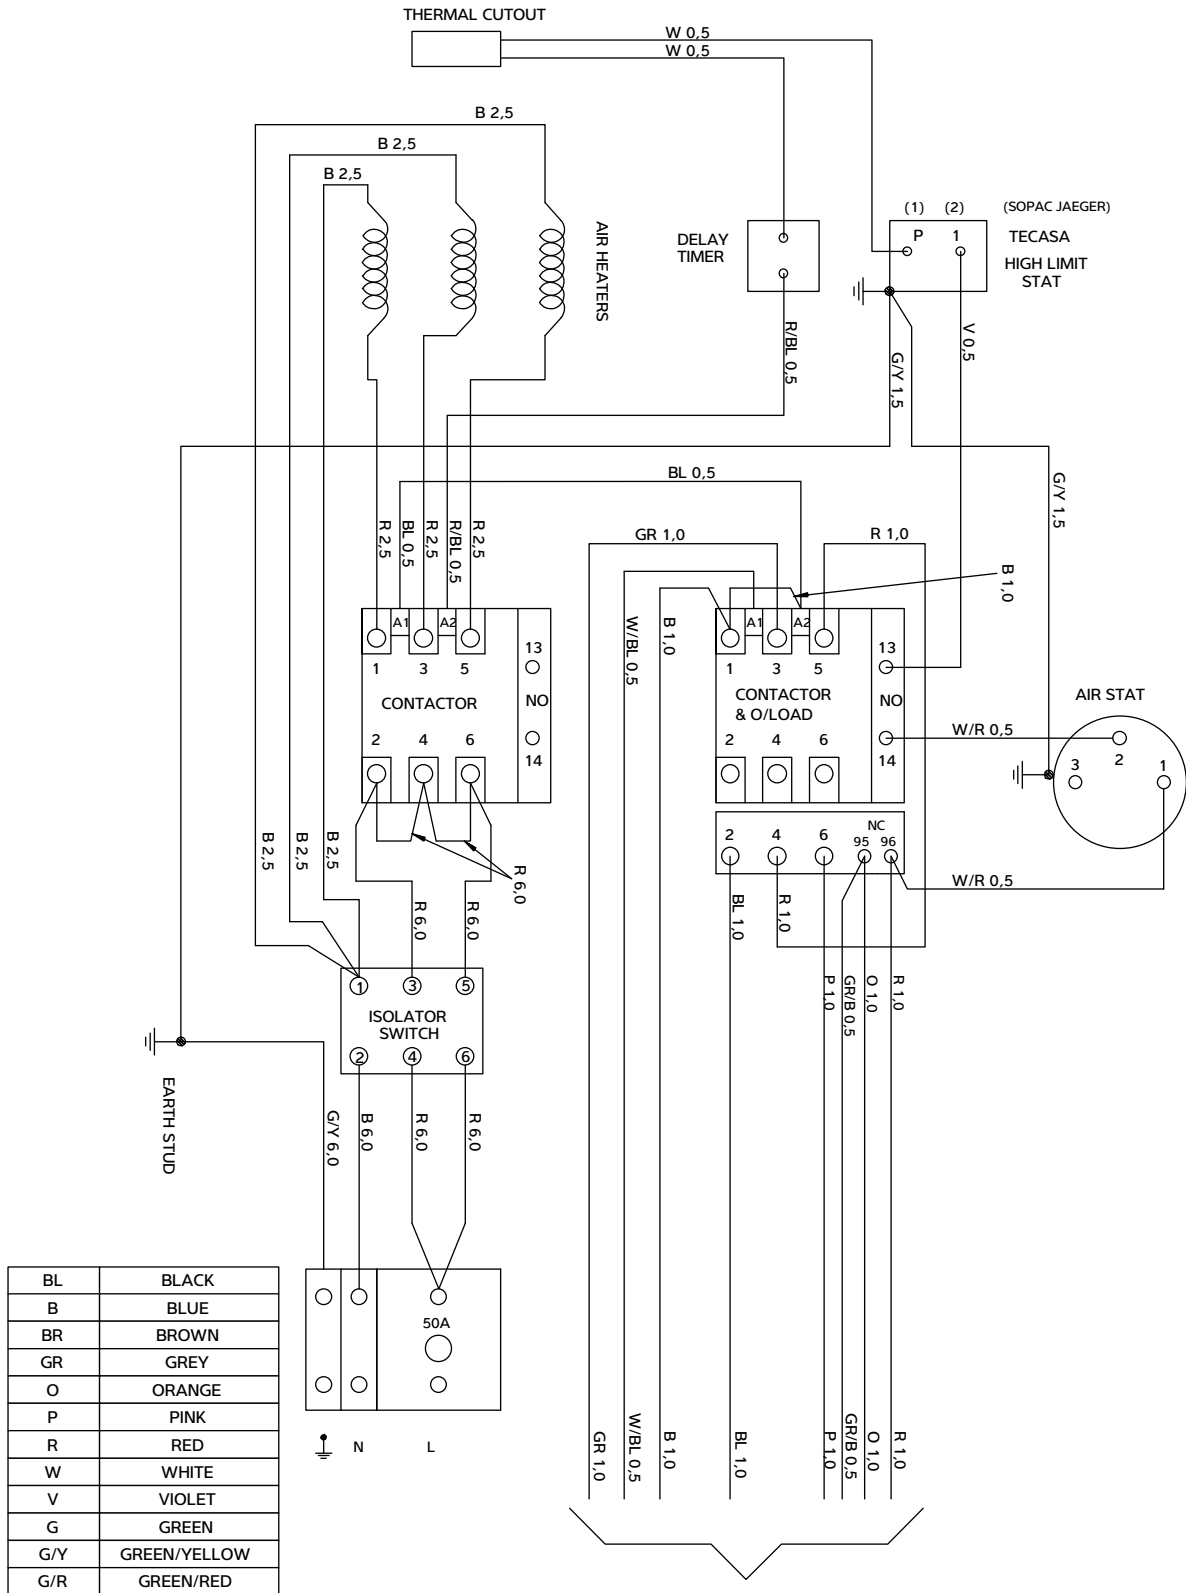 THERMAL CUTOUT
W 0,5
W 0,5
B 2,5
B 2,5
B 2,5
AIR HEATERS
DELAY
TIMER
(1) (2) (SOPAC JAEGER)
P 1 TECASA
HIGH LIMIT
STAT
R/BL 0,5
V 0,5
G/Y 1,5
G/Y 1,5
BL 0,5
R 2,5
BL 0,5
R 2,5
R/BL 0,5
R 2,5
GR 1,0
R 1,0
B 1,0
W/BL 0,5
B 1,0
A1 A2
1 3 5 13
CONTACTOR NO
2 4 6 14
A1 A2
1 3 5 13
CONTACTOR
& O/LOAD
NO
2 4 6 14
AIR STAT
W/R 0,5
3 2 1
2 4 6 NC
95 96
W/R 0,5
B 2,5
B 2,5
B 2,5
R 6,0
R 6,0
R 6,0
BL 1,0
R 1,0
P 1,0
GR/B 0,5
O 1,0
R 1,0
1 3 5
ISOLATOR
SWITCH
2 4 6
EARTH STUD
G/Y 6,0
B 6,0
R 6,0
R 6,0
50A
N L
GR 1,0
W/BL 0,5
B 1,0
BL 1,0
P 1,0
GR/B 0,5
O 1,0
R 1,0
BL BLACK
B BLUE
BR BROWN
GR GREY
O ORANGE
P PINK
R RED
W WHITE
V VIOLET
G GREEN
G/Y GREEN/YELLOW
G/R GREEN/RED